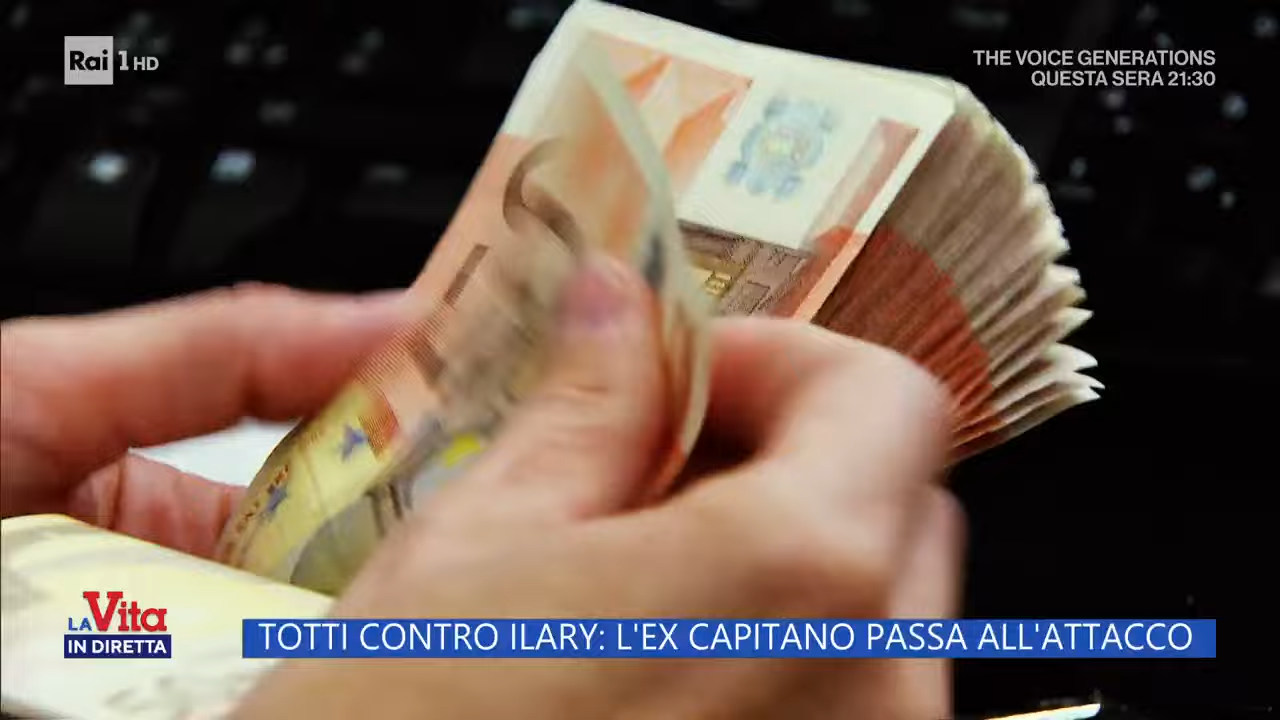 Rai 1 HD
THE VOICE GENERATIONS
QUESTA SERA 21:30
LA Vita
IN DIRETTA
TOTTI CONTRO ILARY: L'EX CAPITANO PASSA ALL'ATTACCO